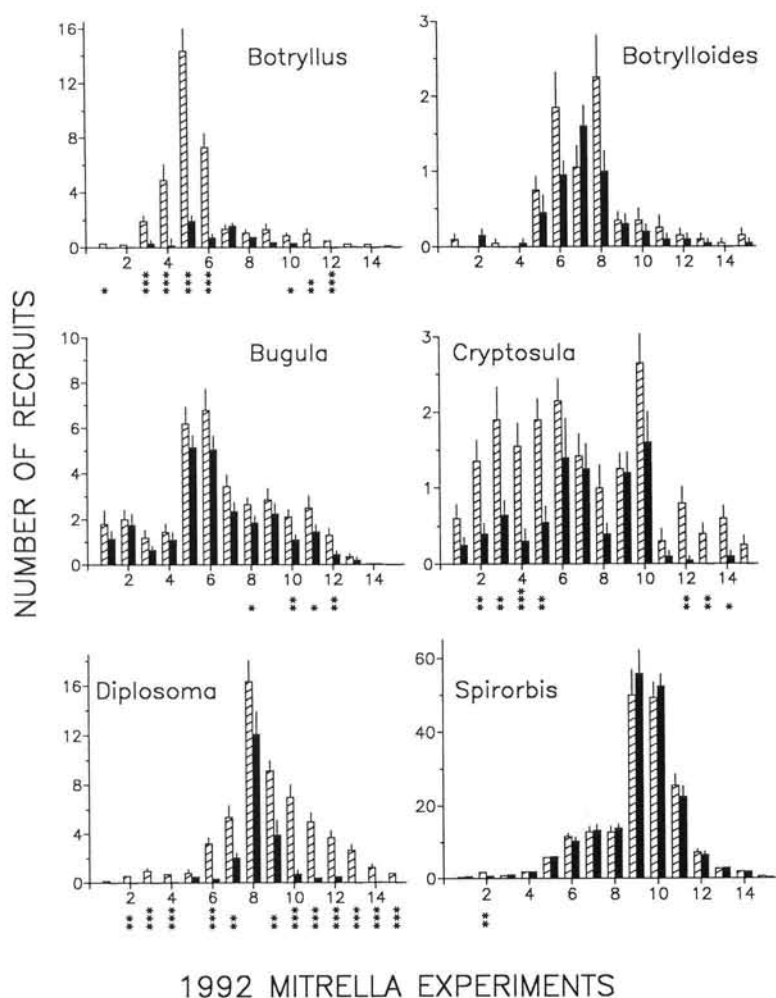 NUMBER OF RECRUITS
Botryllus
16
12
8
4
0
2 4 6 8 10 12 14
* *** *** *** *** * ** ***
Botrylloides
3
2
1
0
2 4 6 8 10 12 14
Bugula
10
8
6
4
2
0
2 4 6 8 10 12 14
* ** * **
Cryptosula
3
2
1
0
2 4 6 8 10 12 14
** ** *** ** ** ** *
Diplosoma
16
12
8
4
0
2 4 6 8 10 12 14
** *** *** *** ** ** *** *** *** *** *** ***
Spirorbis
60
40
20
0
2 4 6 8 10 12 14
**
1992 MITRELLA EXPERIMENTS